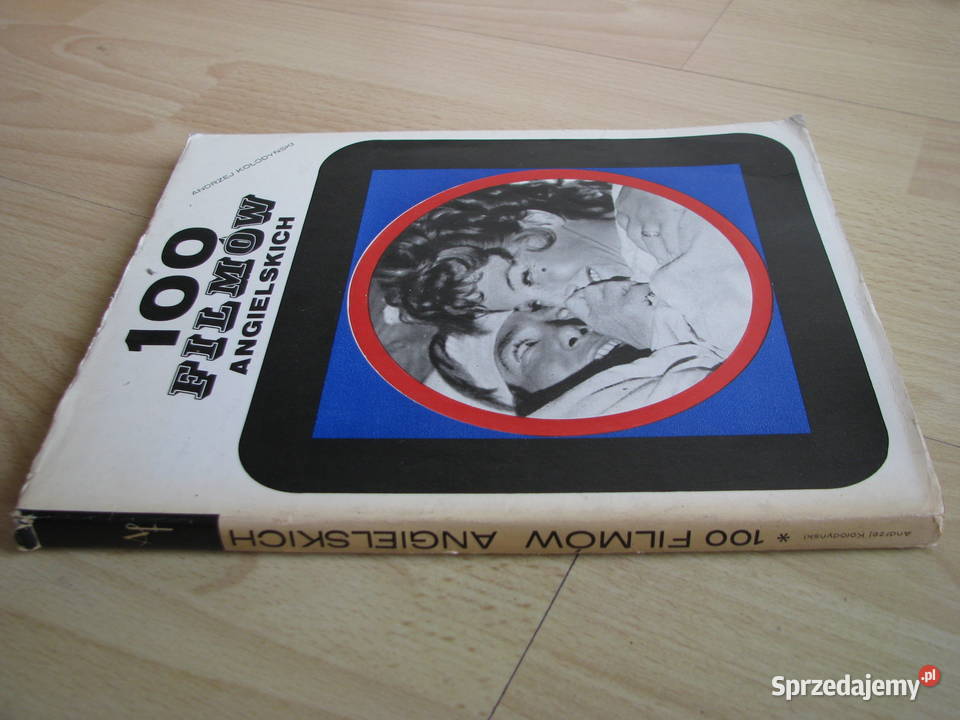 ANDRZEJ KOŁODYŃSKI
100
FILMÓW
ANGIELSKICH
Andrzej Kołodyński * 100 FILMÓW ANGIELSKICH
Sprzedajemy.pl